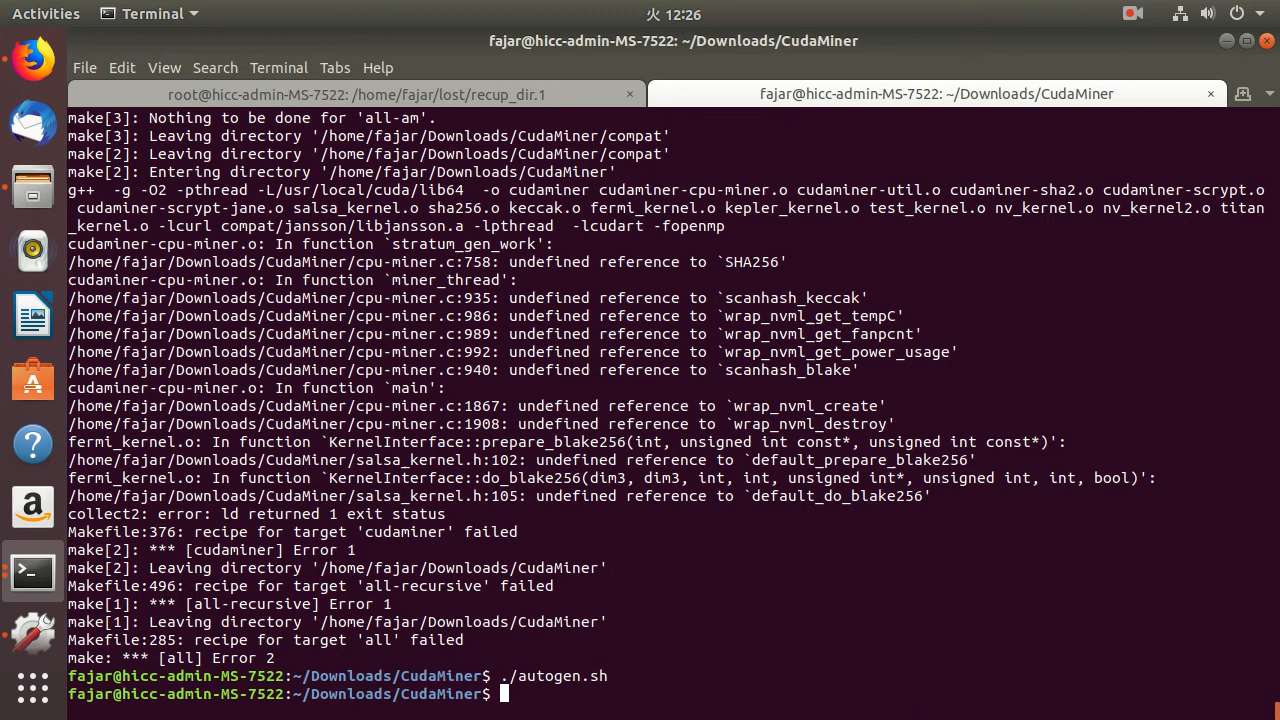 Activities
Terminal
火 12:26
fajar@hicc-admin-MS-7522: ~/Downloads/CudaMiner
File Edit View Search Terminal Tabs Help
root@hicc-admin-MS-7522: /home/fajar/lost/recup_dir.1 ×
fajar@hicc-admin-MS-7522: ~/Downloads/CudaMiner ×
make[3]: Nothing to be done for 'all-am'.
make[3]: Leaving directory '/home/fajar/Downloads/CudaMiner/compat'
make[2]: Leaving directory '/home/fajar/Downloads/CudaMiner/compat'
make[2]: Entering directory '/home/fajar/Downloads/CudaMiner'
g++  -g -O2 -pthread -L/usr/local/cuda/lib64  -o cudaminer cudaminer-cpu-miner.o cudaminer-util.o cudaminer-sha2.o cudaminer-scrypt.o
 cudaminer-scrypt-jane.o salsa_kernel.o sha256.o keccak.o fermi_kernel.o kepler_kernel.o test_kernel.o nv_kernel.o nv_kernel2.o titan
_kernel.o -lcurl compat/jansson/libjansson.a -lpthread  -lcudart -fopenmp
cudaminer-cpu-miner.o: In function `stratum_gen_work':
/home/fajar/Downloads/CudaMiner/cpu-miner.c:758: undefined reference to `SHA256'
cudaminer-cpu-miner.o: In function `miner_thread':
/home/fajar/Downloads/CudaMiner/cpu-miner.c:935: undefined reference to `scanhash_keccak'
/home/fajar/Downloads/CudaMiner/cpu-miner.c:986: undefined reference to `wrap_nvml_get_tempC'
/home/fajar/Downloads/CudaMiner/cpu-miner.c:989: undefined reference to `wrap_nvml_get_fanpcnt'
/home/fajar/Downloads/CudaMiner/cpu-miner.c:992: undefined reference to `wrap_nvml_get_power_usage'
/home/fajar/Downloads/CudaMiner/cpu-miner.c:940: undefined reference to `scanhash_blake'
cudaminer-cpu-miner.o: In function `main':
/home/fajar/Downloads/CudaMiner/cpu-miner.c:1867: undefined reference to `wrap_nvml_create'
/home/fajar/Downloads/CudaMiner/cpu-miner.c:1908: undefined reference to `wrap_nvml_destroy'
fermi_kernel.o: In function `KernelInterface::prepare_blake256(int, unsigned int const*, unsigned int const*)':
/home/fajar/Downloads/CudaMiner/salsa_kernel.h:102: undefined reference to `default_prepare_blake256'
fermi_kernel.o: In function `KernelInterface::do_blake256(dim3, dim3, int, int, unsigned int*, unsigned int, int, bool)':
/home/fajar/Downloads/CudaMiner/salsa_kernel.h:105: undefined reference to `default_do_blake256'
collect2: error: ld returned 1 exit status
Makefile:376: recipe for target 'cudaminer' failed
make[2]: *** [cudaminer] Error 1
make[2]: Leaving directory '/home/fajar/Downloads/CudaMiner'
Makefile:496: recipe for target 'all-recursive' failed
make[1]: *** [all-recursive] Error 1
make[1]: Leaving directory '/home/fajar/Downloads/CudaMiner'
Makefile:285: recipe for target 'all' failed
make: *** [all] Error 2
fajar@hicc-admin-MS-7522:~/Downloads/CudaMiner$ ./autogen.sh
fajar@hicc-admin-MS-7522:~/Downloads/CudaMiner$